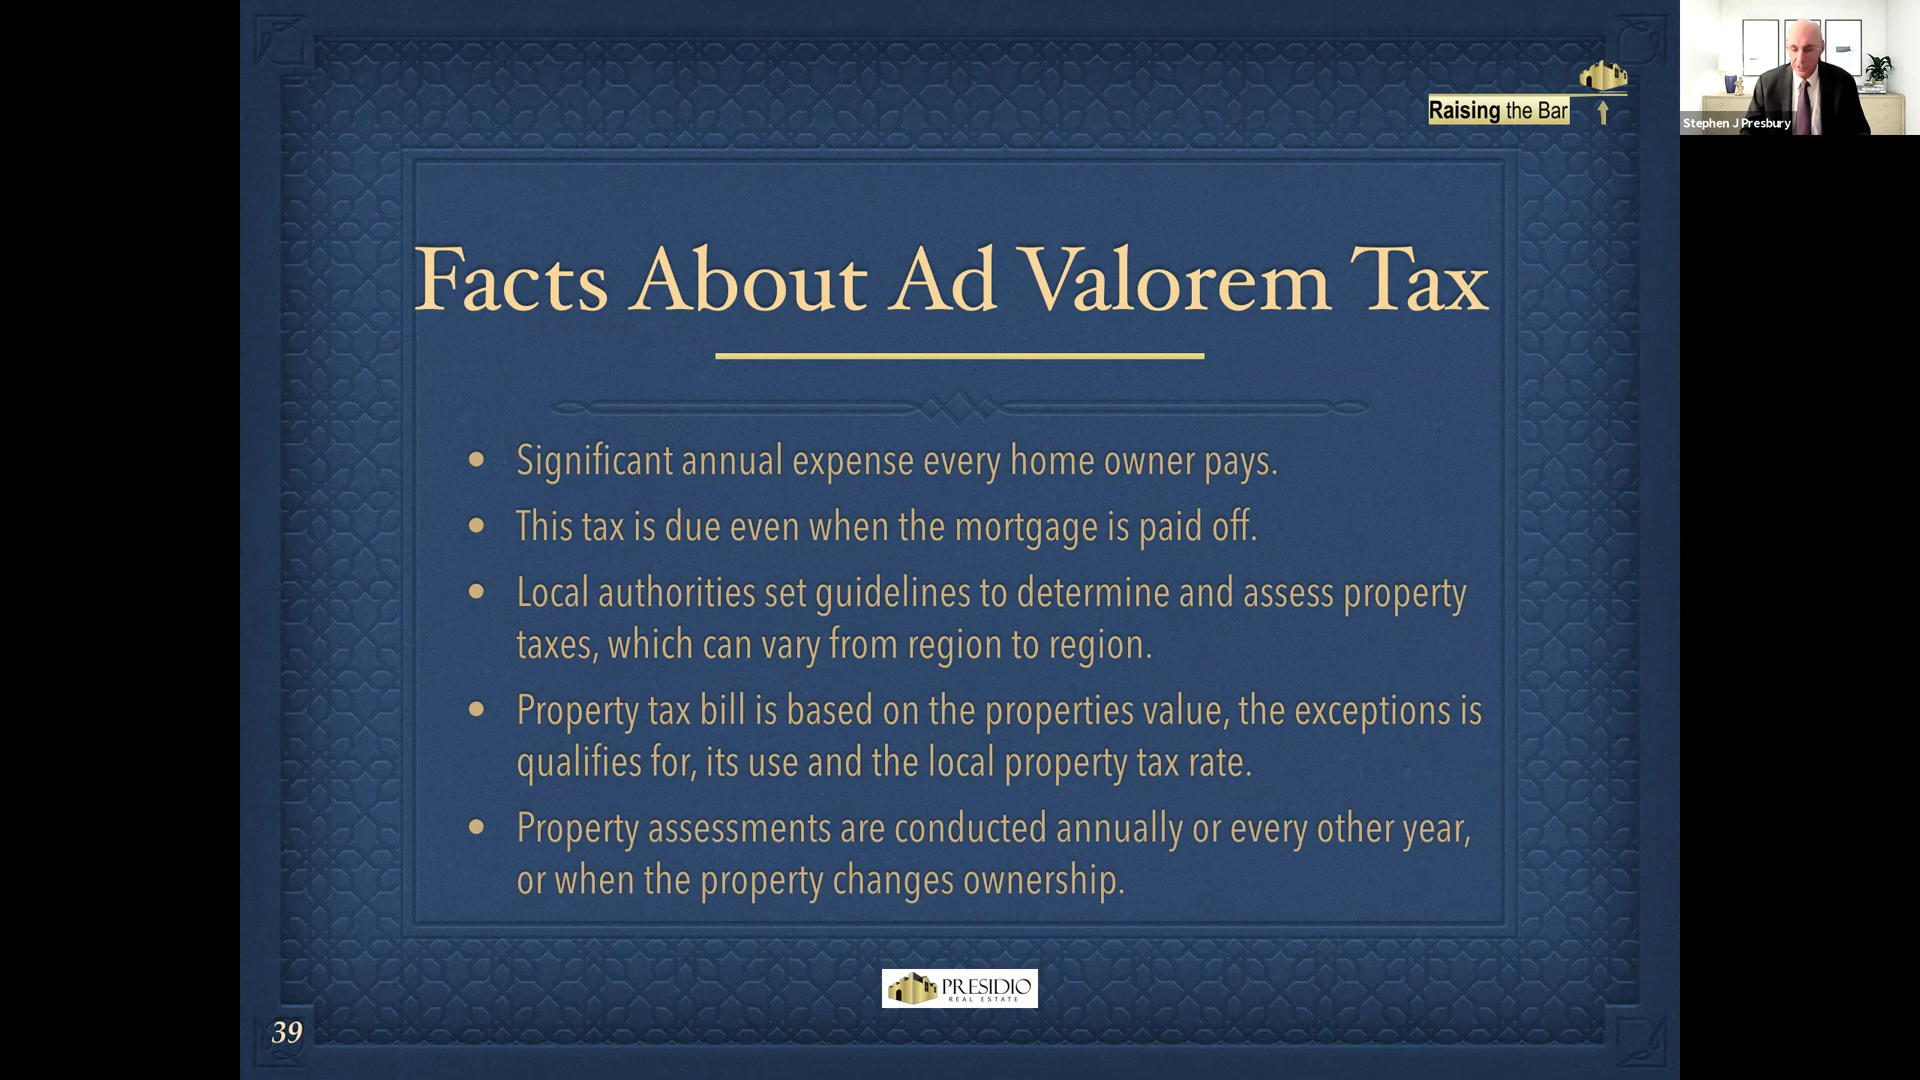 Raising the Bar
Stephen J Presbury
Facts About Ad Valorem Tax
• Significant annual expense every home owner pays.
• This tax is due even when the mortgage is paid off.
• Local authorities set guidelines to determine and assess property
taxes, which can vary from region to region.
• Property tax bill is based on the properties value, the exceptions is
qualifies for, its use and the local property tax rate.
• Property assessments are conducted annually or every other year,
or when the property changes ownership.
PRESIDIO
REAL ESTATE
39